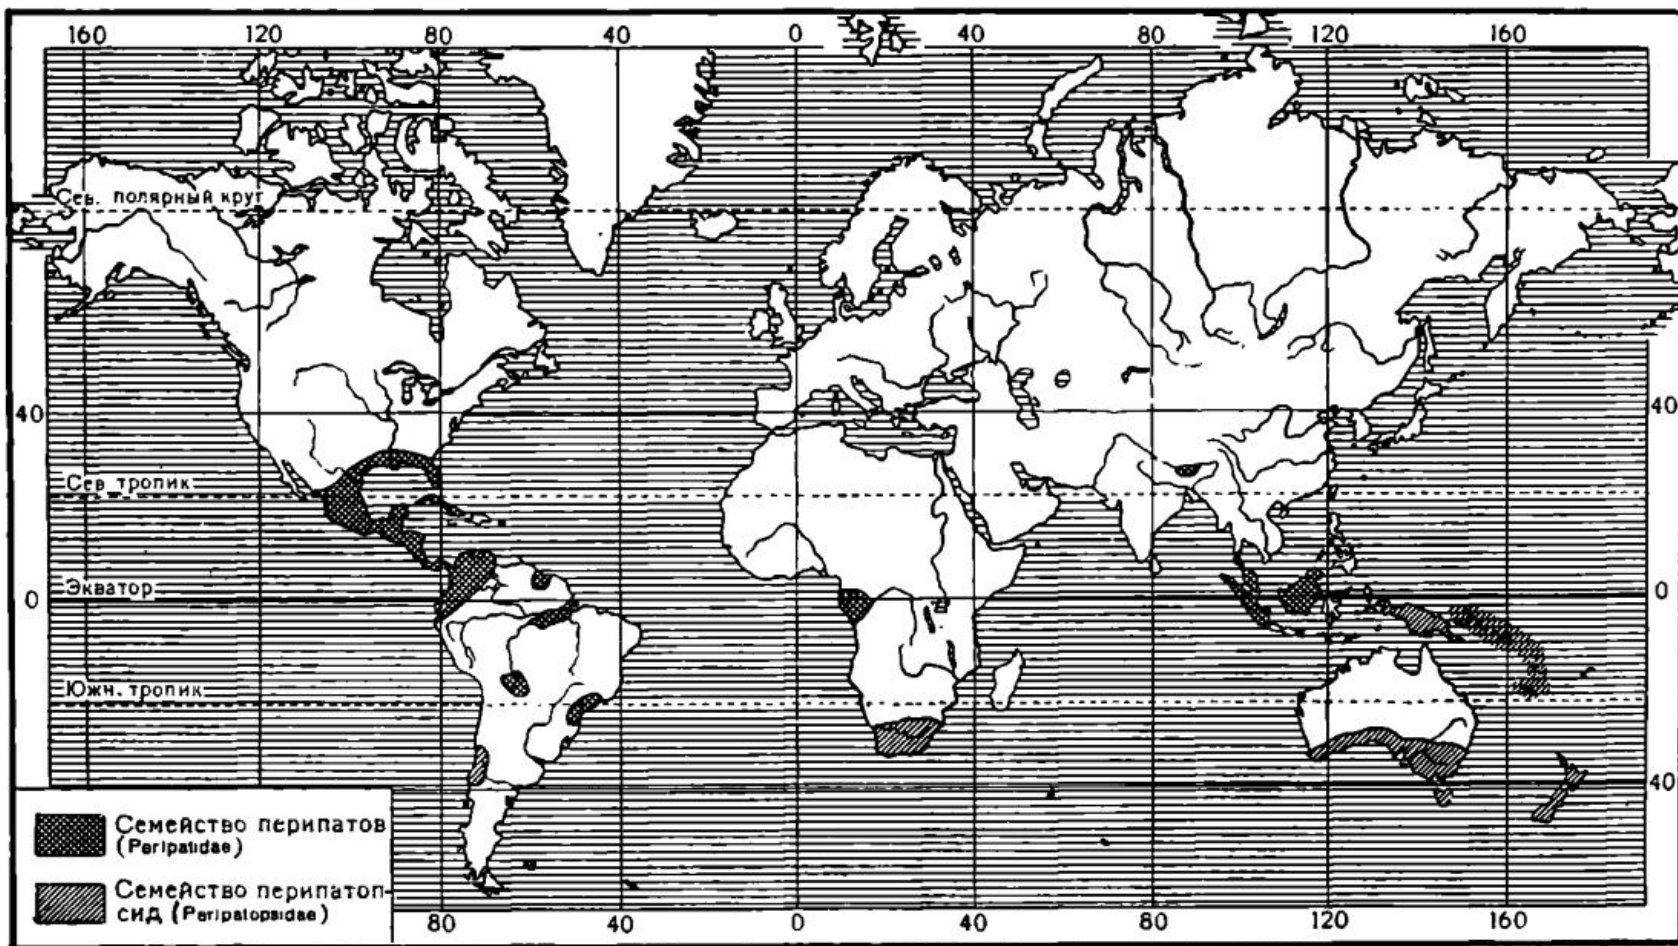 160 120 80 40 0 40 80 120 160
Сев. полярный круг
40 40
Сев тропик
Экватор
0 0
Южн. тропик
40
Семейство перипатов
(Peripatidae)
Семейство перипатоп-
сид (Peripatopsidae)
80 40 0 40 80 120 160